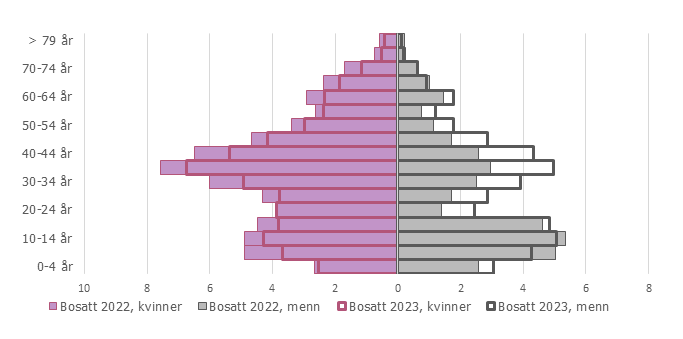 > 79 år
70-74 år
60-64 år
50-54 år
40-44 år
30-34 år
20-24 år
10-14 år
0-4 år
10 8 6 4 2 0 2 4 6 8
Bosatt 2022, kvinner Bosatt 2022, menn Bosatt 2023, kvinner Bosatt 2023, menn